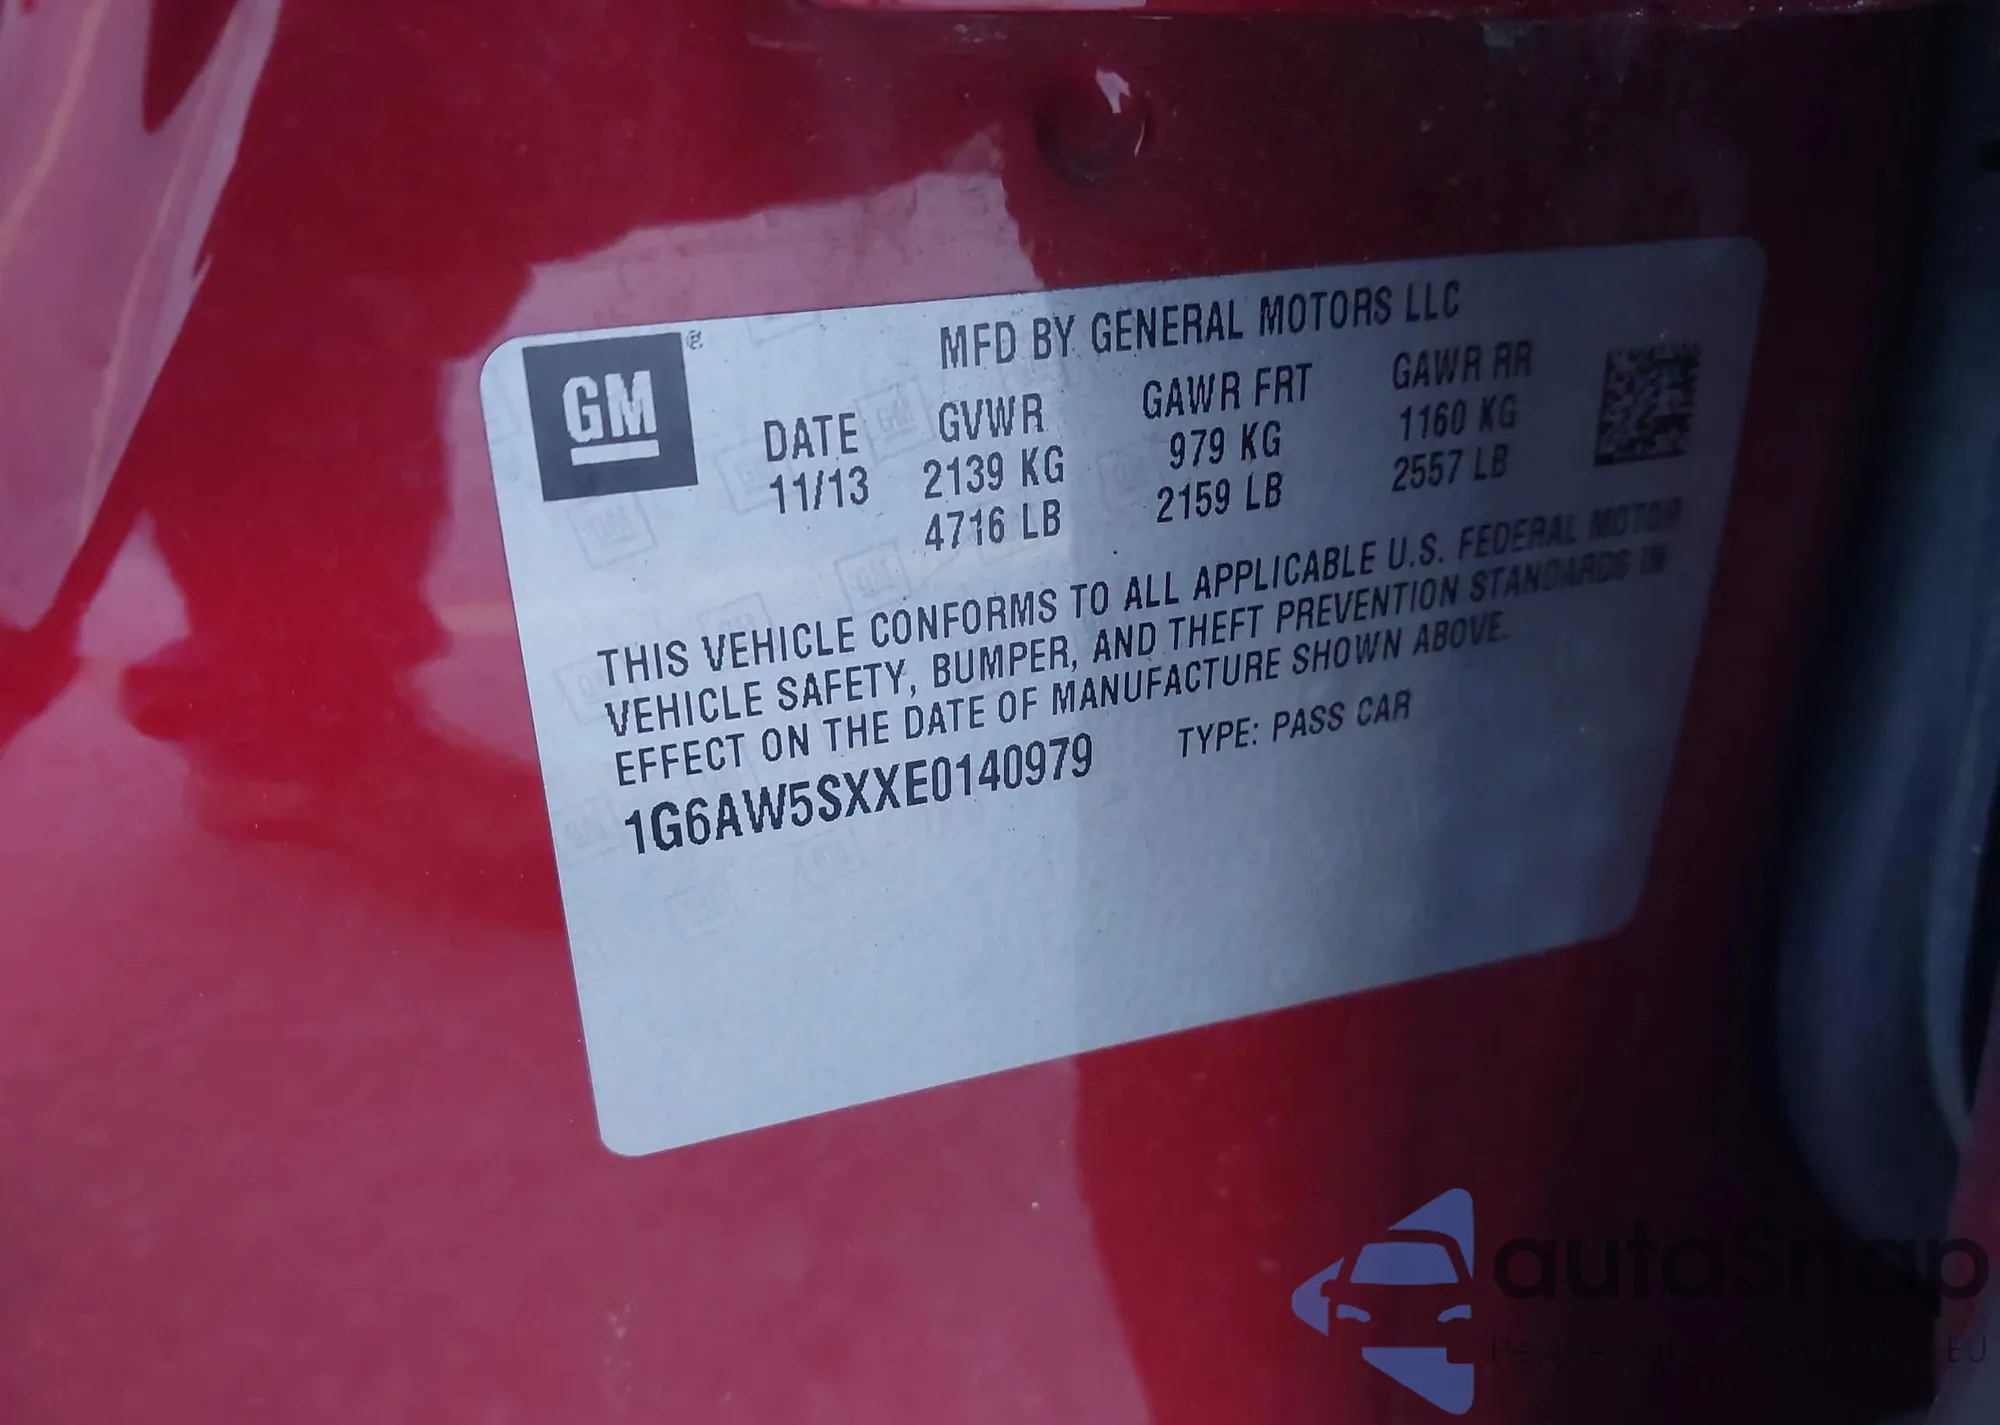 GM
MFD BY GENERAL MOTORS LLC
DATE GVWR GAWR FRT GAWR RR
11/13 2139 KG 979 KG 1160 KG
4716 LB 2159 LB 2557 LB
THIS VEHICLE CONFORMS TO ALL APPLICABLE U.S. FEDERAL MOTOR
VEHICLE SAFETY, BUMPER, AND THEFT PREVENTION STANDARDS IN
EFFECT ON THE DATE OF MANUFACTURE SHOWN ABOVE.
1G6AW5SXXE0140979 TYPE: PASS CAR
autoSnap
EU